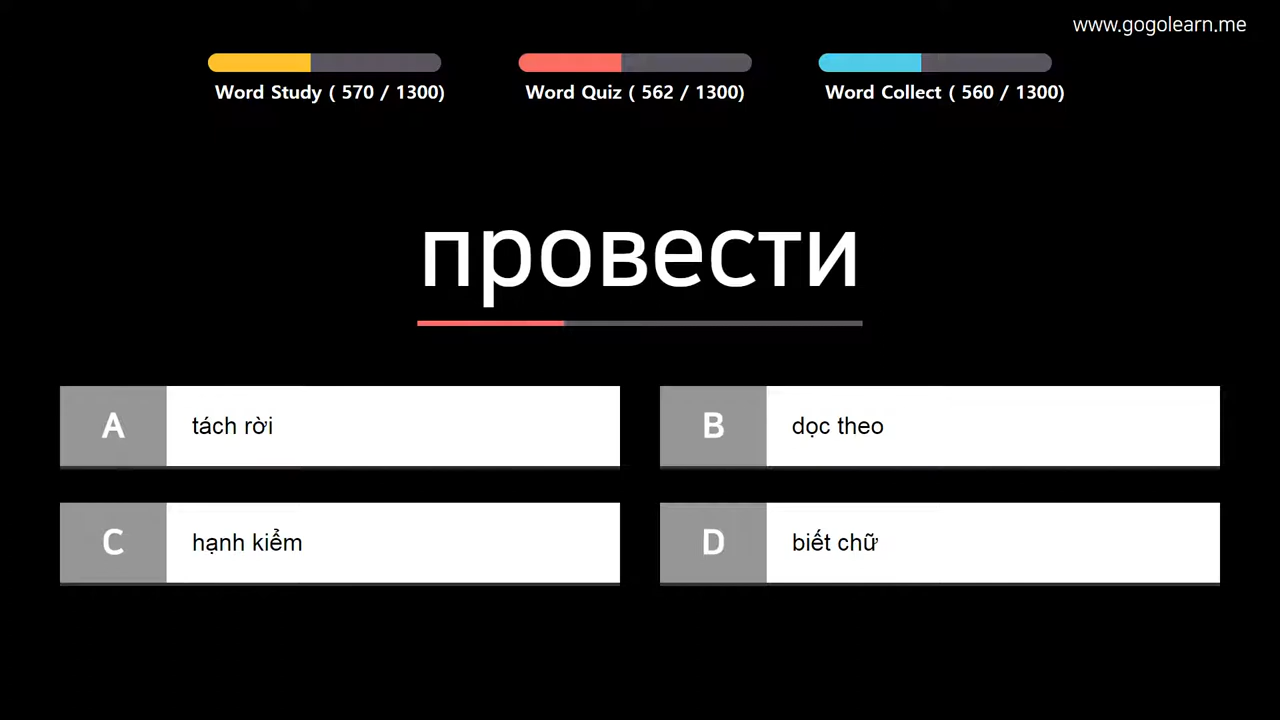 www.gogolearn.me
Word Study ( 570 / 1300)
Word Quiz ( 562 / 1300)
Word Collect ( 560 / 1300)
провести
A tách rời
B dọc theo
C hạnh kiểm
D biết chữ